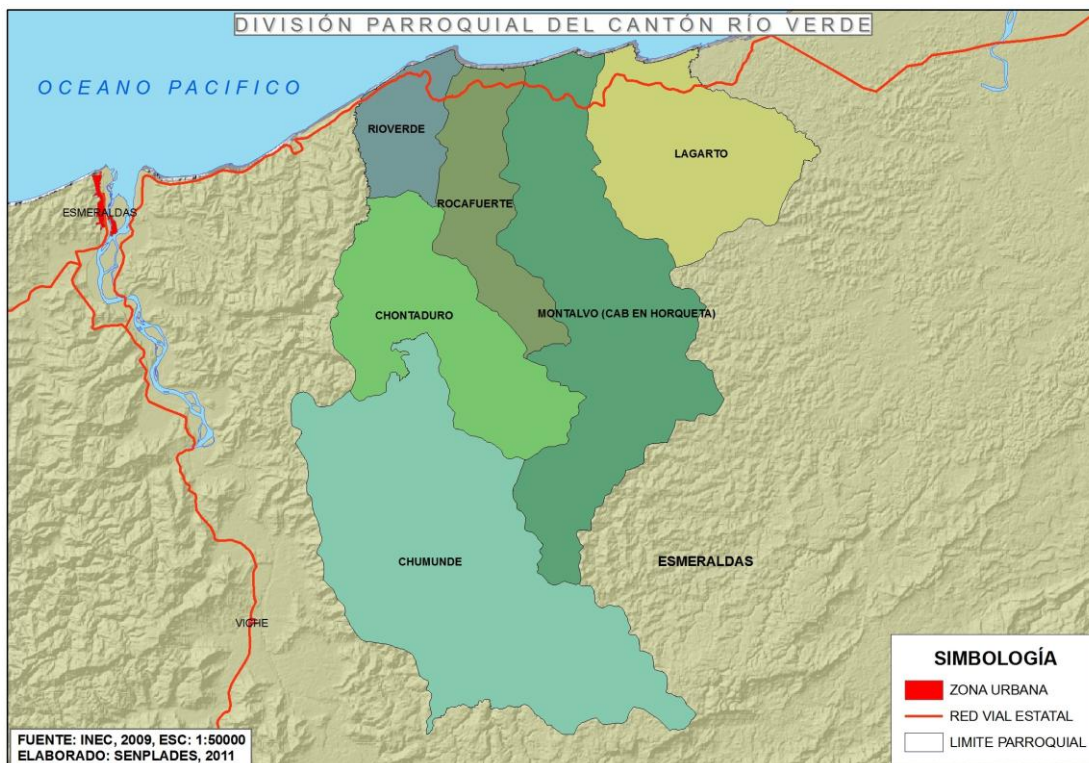 DIVISIÓN PARROQUIAL DEL CANTÓN RÍO VERDE
OCEANO PACIFICO
RIOVERDE
LAGARTO
ROCAFUERTE
ESMERALDAS
CHONTADURO
MONTALVO (CAB EN HORQUETA)
CHUMUNDE
ESMERALDAS
VICHE
SIMBOLOGÍA
ZONA URBANA
RED VIAL ESTATAL
LIMITE PARROQUIAL
FUENTE: INEC, 2009, ESC: 1:50000
ELABORADO: SENPLADES, 2011